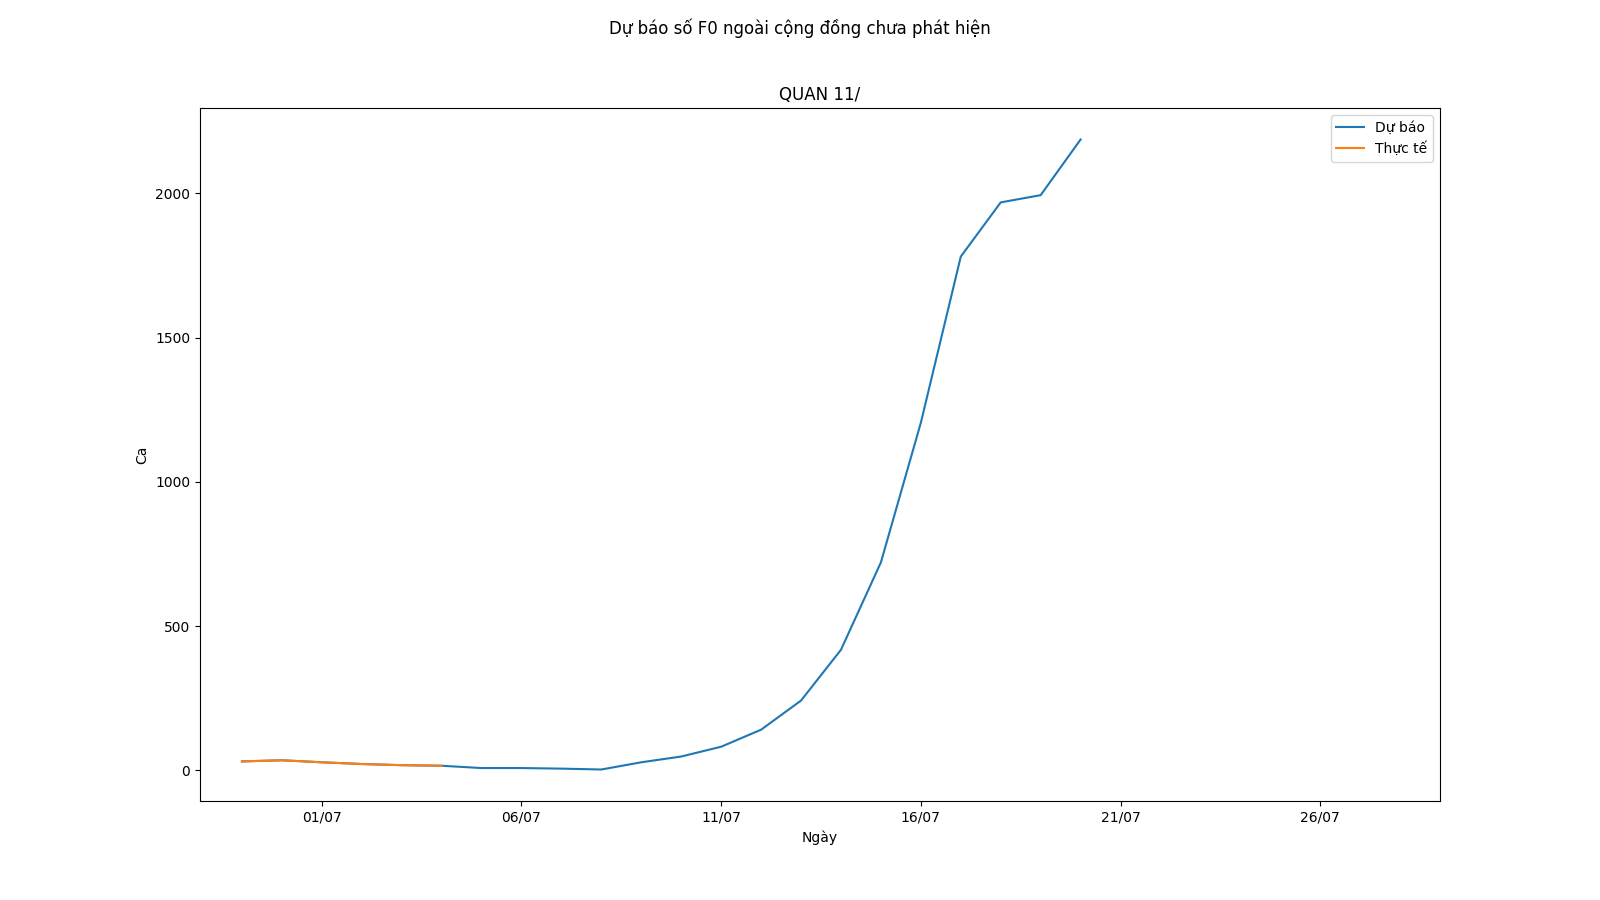 Dự báo số F0 ngoài cộng đồng chưa phát hiện
QUAN 11/
Dự báo
Thực tế
2000
1500
1000
500
0
Ca
01/07 06/07 11/07 16/07 21/07 26/07
Ngày